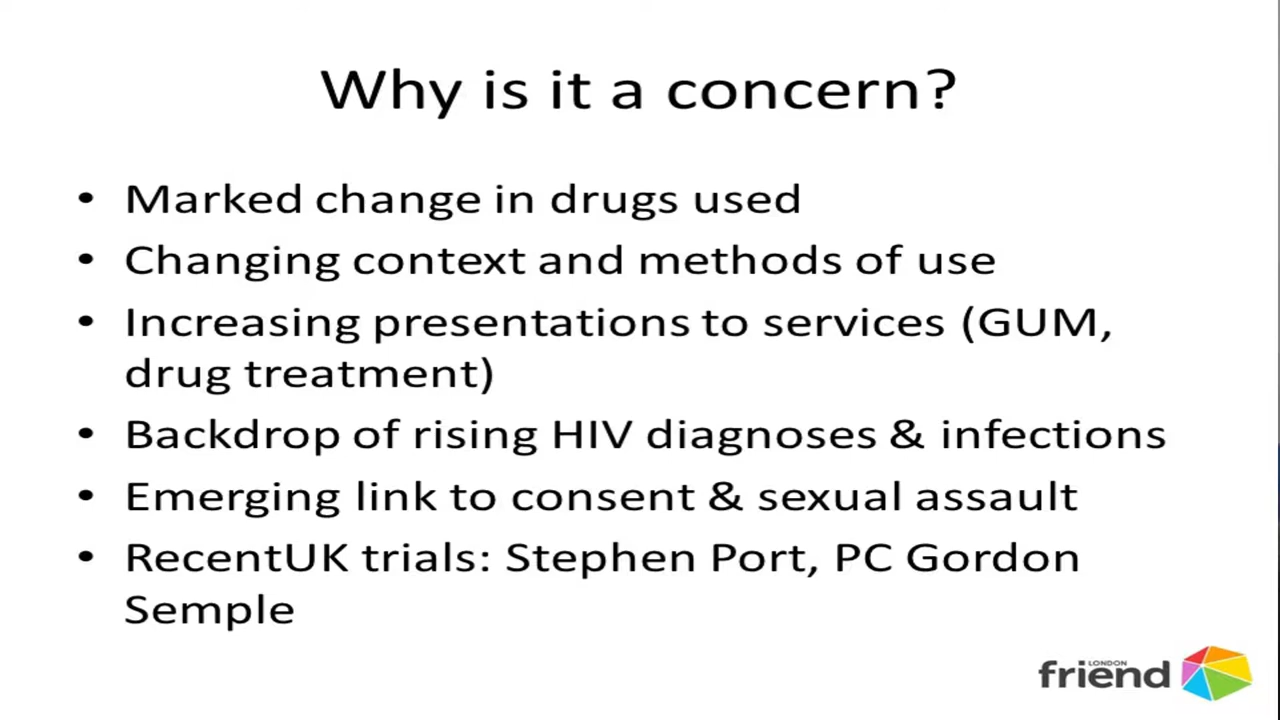 Why is it a concern?
• Marked change in drugs used
• Changing context and methods of use
• Increasing presentations to services (GUM,
drug treatment)
• Backdrop of rising HIV diagnoses & infections
• Emerging link to consent & sexual assault
• RecentUK trials: Stephen Port, PC Gordon
Semple
LONDON
friend